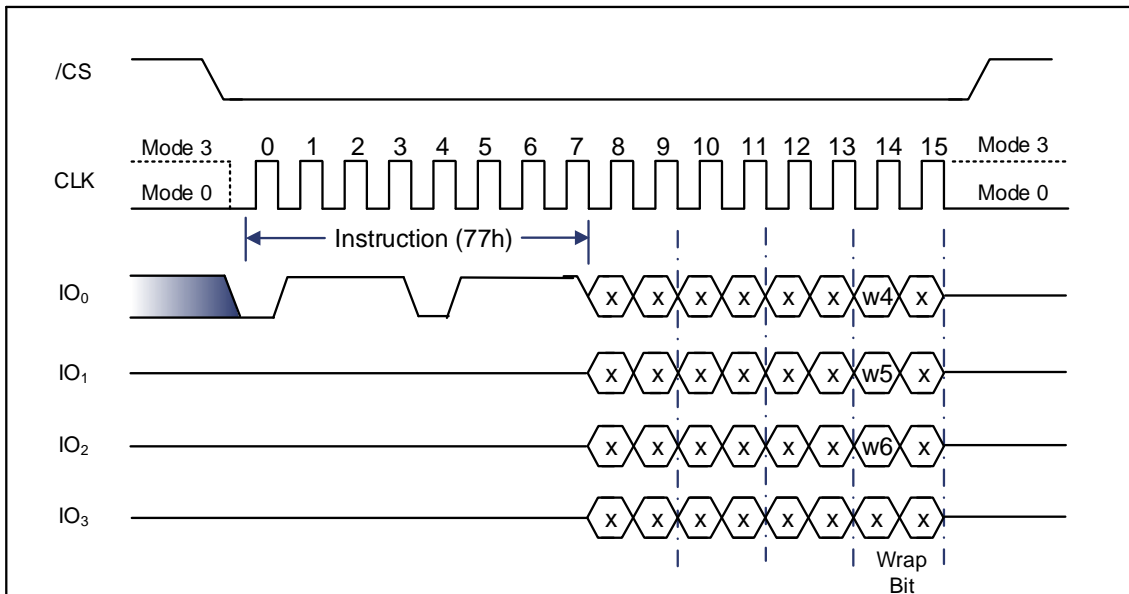 /CS
Mode 3 0 1 2 3 4 5 6 7 8 9 10 11 12 13 14 15 Mode 3
CLK
Mode 0 Mode 0
Instruction (77h)
IO0 x x x x x x w4 x
IO1 x x x x x x w5 x
IO2 x x x x x x w6 x
IO3 x x x x x x x x
Wrap
Bit